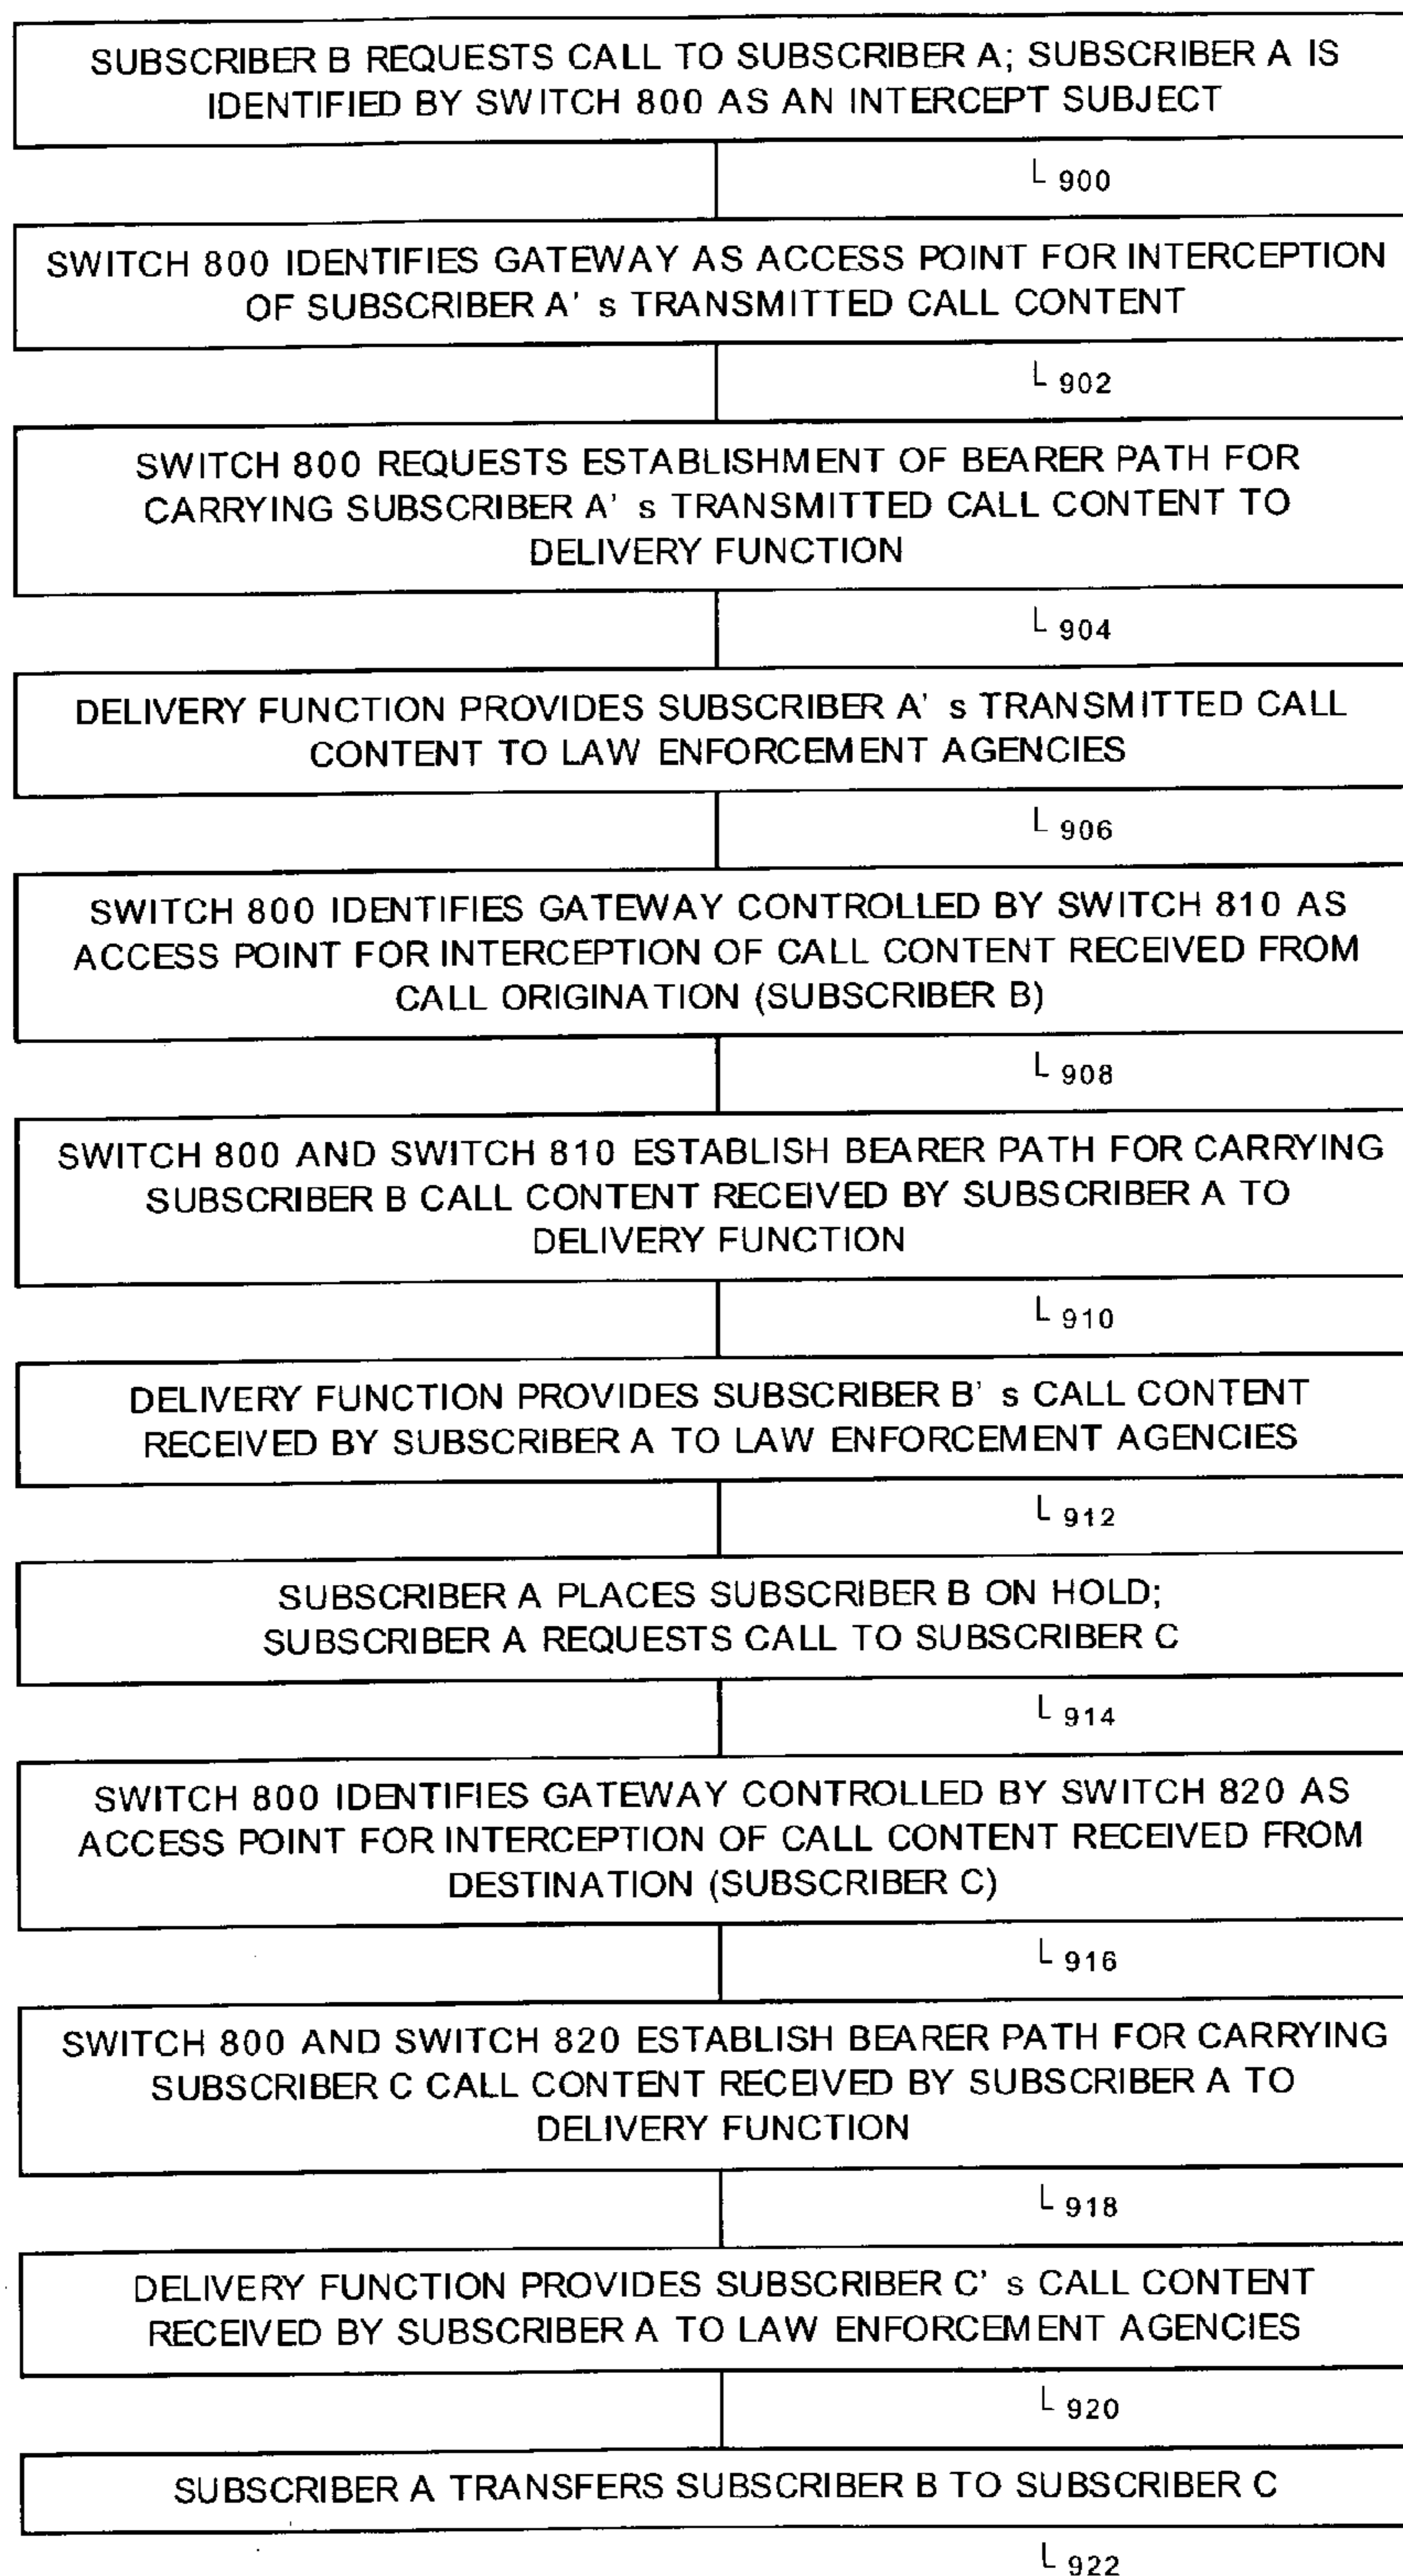 SUBSCRIBER B REQUESTS CALL TO SUBSCRIBER A; SUBSCRIBER A IS
IDENTIFIED BY SWITCH 800 AS AN INTERCEPT SUBJECT
900
SWITCH 800 IDENTIFIES GATEWAY AS ACCESS POINT FOR INTERCEPTION
OF SUBSCRIBER A' s TRANSMITTED CALL CONTENT
902
SWITCH 800 REQUESTS ESTABLISHMENT OF BEARER PATH FOR
CARRYING SUBSCRIBER A' s TRANSMITTED CALL CONTENT TO
DELIVERY FUNCTION
904
DELIVERY FUNCTION PROVIDES SUBSCRIBER A' s TRANSMITTED CALL
CONTENT TO LAW ENFORCEMENT AGENCIES
906
SWITCH 800 IDENTIFIES GATEWAY CONTROLLED BY SWITCH 810 AS
ACCESS POINT FOR INTERCEPTION OF CALL CONTENT RECEIVED FROM
CALL ORIGINATION (SUBSCRIBER B)
908
SWITCH 800 AND SWITCH 810 ESTABLISH BEARER PATH FOR CARRYING
SUBSCRIBER B CALL CONTENT RECEIVED BY SUBSCRIBER A TO
DELIVERY FUNCTION
910
DELIVERY FUNCTION PROVIDES SUBSCRIBER B' s CALL CONTENT
RECEIVED BY SUBSCRIBER A TO LAW ENFORCEMENT AGENCIES
912
SUBSCRIBER A PLACES SUBSCRIBER B ON HOLD;
SUBSCRIBER A REQUESTS CALL TO SUBSCRIBER C
914
SWITCH 800 IDENTIFIES GATEWAY CONTROLLED BY SWITCH 820 AS
ACCESS POINT FOR INTERCEPTION OF CALL CONTENT RECEIVED FROM
DESTINATION (SUBSCRIBER C)
916
SWITCH 800 AND SWITCH 820 ESTABLISH BEARER PATH FOR CARRYING
SUBSCRIBER C CALL CONTENT RECEIVED BY SUBSCRIBER A TO
DELIVERY FUNCTION
918
DELIVERY FUNCTION PROVIDES SUBSCRIBER C' s CALL CONTENT
RECEIVED BY SUBSCRIBER A TO LAW ENFORCEMENT AGENCIES
920
SUBSCRIBER A TRANSFERS SUBSCRIBER B TO SUBSCRIBER C
922